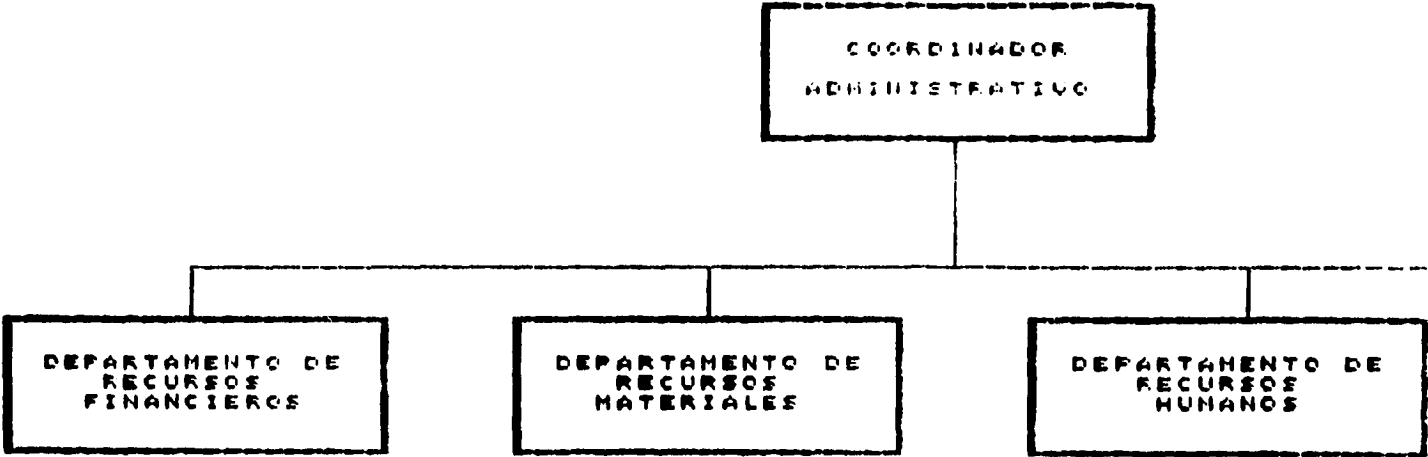 COORDINADOR
ADMINISTRATIVO
DEPARTAMENTO DE
RECURSOS
FINANCIEROS
DEPARTAMENTO DE
RECURSOS
MATERIALES
DEPARTAMENTO DE
RECURSOS
HUMANOS